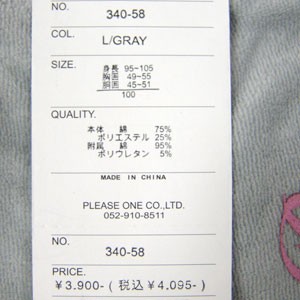 NO.
340-58
COL. L/GRAY
SIZE. 身長 95-105
胸囲 49-55
胴囲 45-51
100
QUALITY.
本体 綿 75%
ポリエステル 25%
附属 綿 95%
ポリウレタン 5%
MADE IN CHINA
PLEASE ONE CO.,LTD.
052-910-8511
NO.
340-58
PRICE.
¥3.900-(税込¥4.095-)